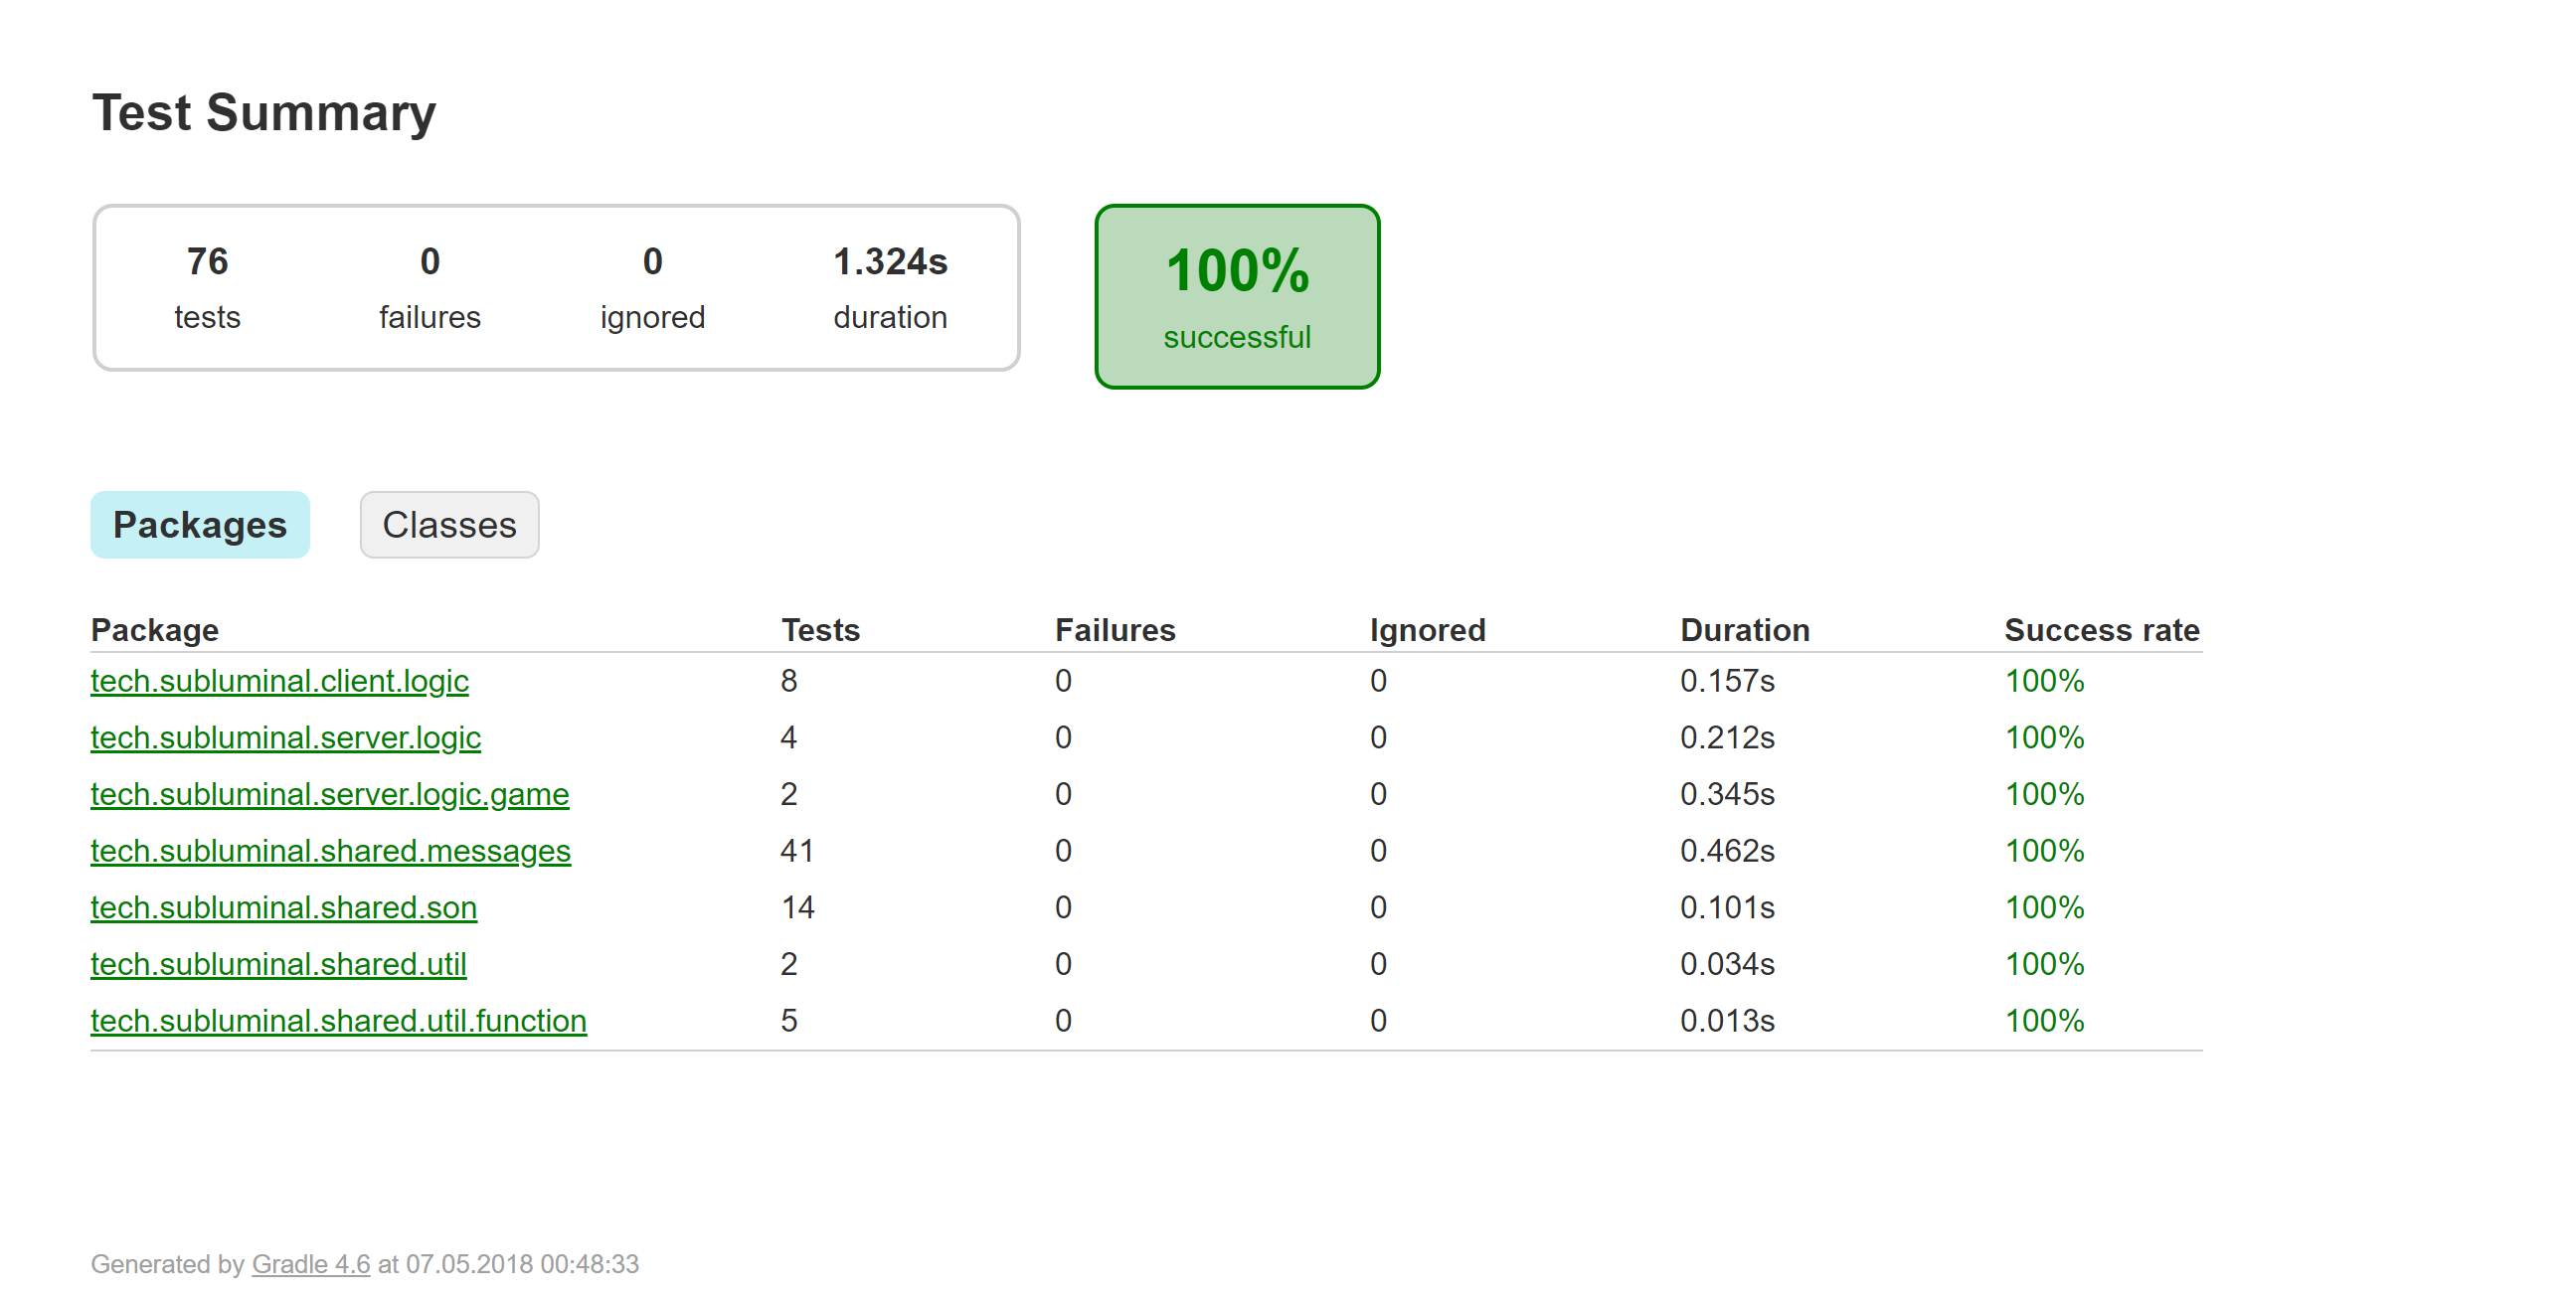 Test Summary
76 0 0 1.324s
tests failures ignored duration
100%
successful
Packages Classes
Package Tests Failures Ignored Duration Success rate
tech.subluminal.client.logic 8 0 0 0.157s 100%
tech.subluminal.server.logic 4 0 0 0.212s 100%
tech.subluminal.server.logic.game 2 0 0 0.345s 100%
tech.subluminal.shared.messages 41 0 0 0.462s 100%
tech.subluminal.shared.son 14 0 0 0.101s 100%
tech.subluminal.shared.util 2 0 0 0.034s 100%
tech.subluminal.shared.util.function 5 0 0 0.013s 100%
Generated by Gradle 4.6 at 07.05.2018 00:48:33